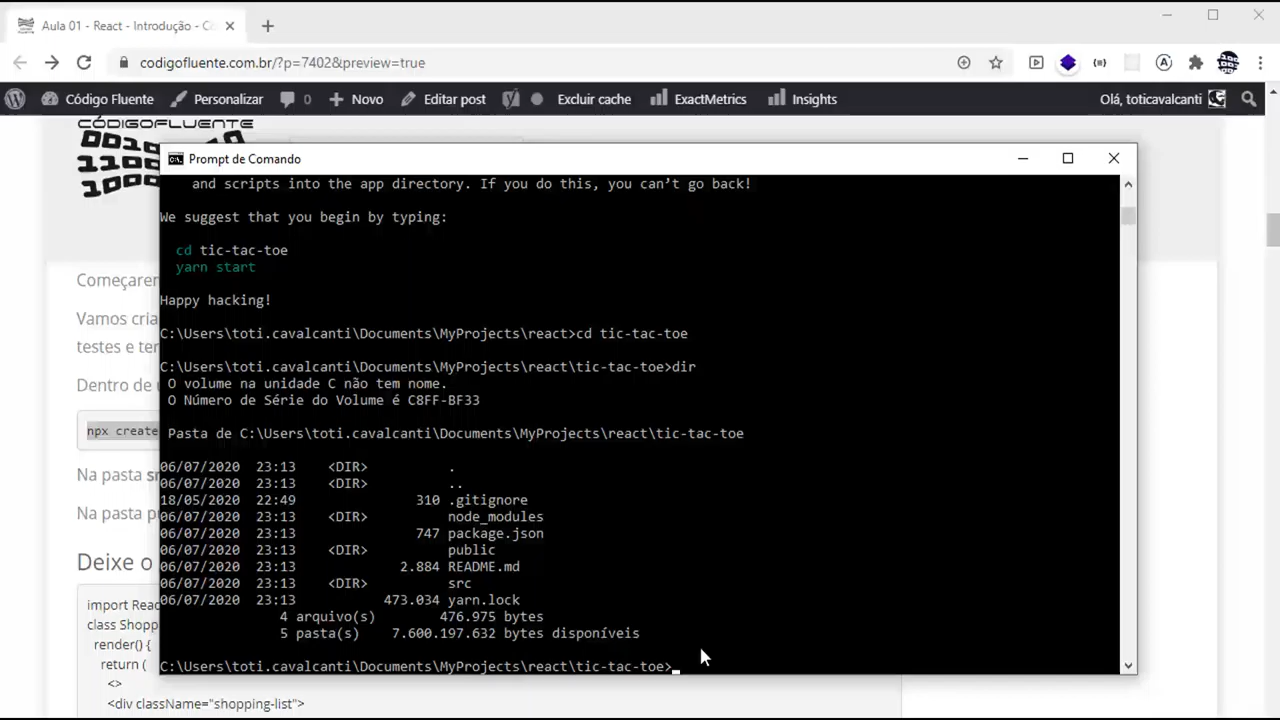 Aula 01 - React - Introdução - Co
codigofluente.com.br/?p=7402&preview=true
Código Fluente Personalizar 0 Novo Editar post Excluir cache ExactMetrics Insights Olá, toticavalcanti
CÓDIGOFLUENTE
Prompt de Comando
and scripts into the app directory. If you do this, you can’t go back!
We suggest that you begin by typing:
cd tic-tac-toe
yarn start
Happy hacking!
C:\Users\toti.cavalcanti\Documents\MyProjects\react>cd tic-tac-toe
C:\Users\toti.cavalcanti\Documents\MyProjects\react\tic-tac-toe>dir
O volume na unidade C não tem nome.
O Número de Série do Volume é C8FF-BF33
Pasta de C:\Users\toti.cavalcanti\Documents\MyProjects\react\tic-tac-toe
06/07/2020 23:13 <DIR> .
06/07/2020 23:13 <DIR> ..
18/05/2020 22:49 310 .gitignore
06/07/2020 23:13 <DIR> node_modules
06/07/2020 23:13 747 package.json
06/07/2020 23:13 <DIR> public
06/07/2020 23:13 2.884 README.md
06/07/2020 23:13 <DIR> src
06/07/2020 23:13 473.034 yarn.lock
4 arquivo(s) 476.975 bytes
5 pasta(s) 7.600.197.632 bytes disponíveis
C:\Users\toti.cavalcanti\Documents\MyProjects\react\tic-tac-toe>
Começarem
Vamos cria
testes e ter
Dentro de u
npx create
Na pasta s
Na pasta p
Deixe o
import Reac
class Shopp
render() {
return (
<>
<div className="shopping-list">